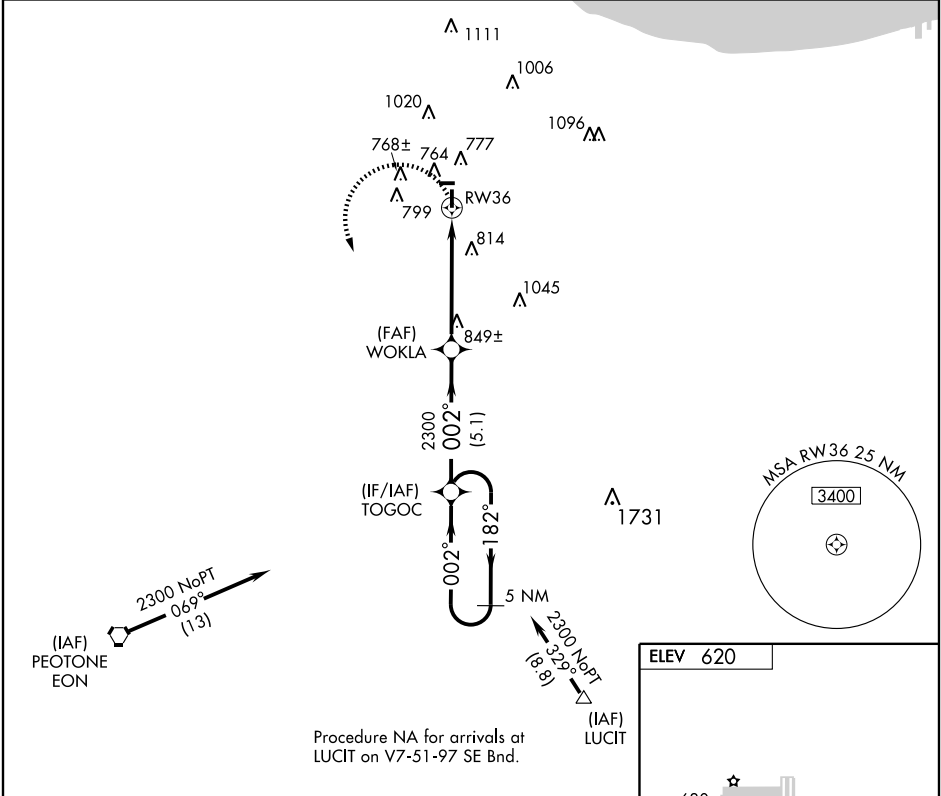 1111
1006
1020
1096
768±
764
777
RW36
799
814
1045
849±
(FAF)
WOKLA
2300
002°
(5.1)
MSA RW36 25 NM
3400
(IF/IAF)
TOGOC
182°
1731
002°
2300 NoPT
069°
(13)
5 NM
2300 NoPT
329°
(8.8)
(IAF)
PEOTONE
EON
ELEV 620
(IAF)
LUCIT
Procedure NA for arrivals at
LUCIT on V7-51-97 SE Bnd.